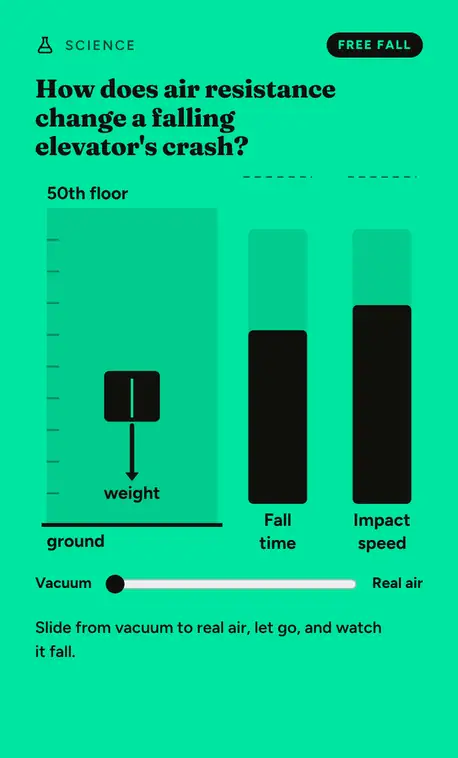 SCIENCE
FREE FALL
How does air resistance
change a falling
elevator's crash?
50th floor
weight
ground
Fall
time
Impact
speed
Vacuum
Real air
Slide from vacuum to real air, let go, and watch
it fall.